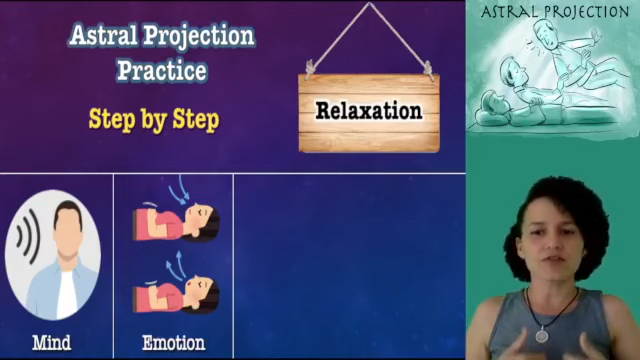 Astral Projection
Practice
Step by Step
Relaxation
ASTRAL PROJECTION
Mind
Emotion